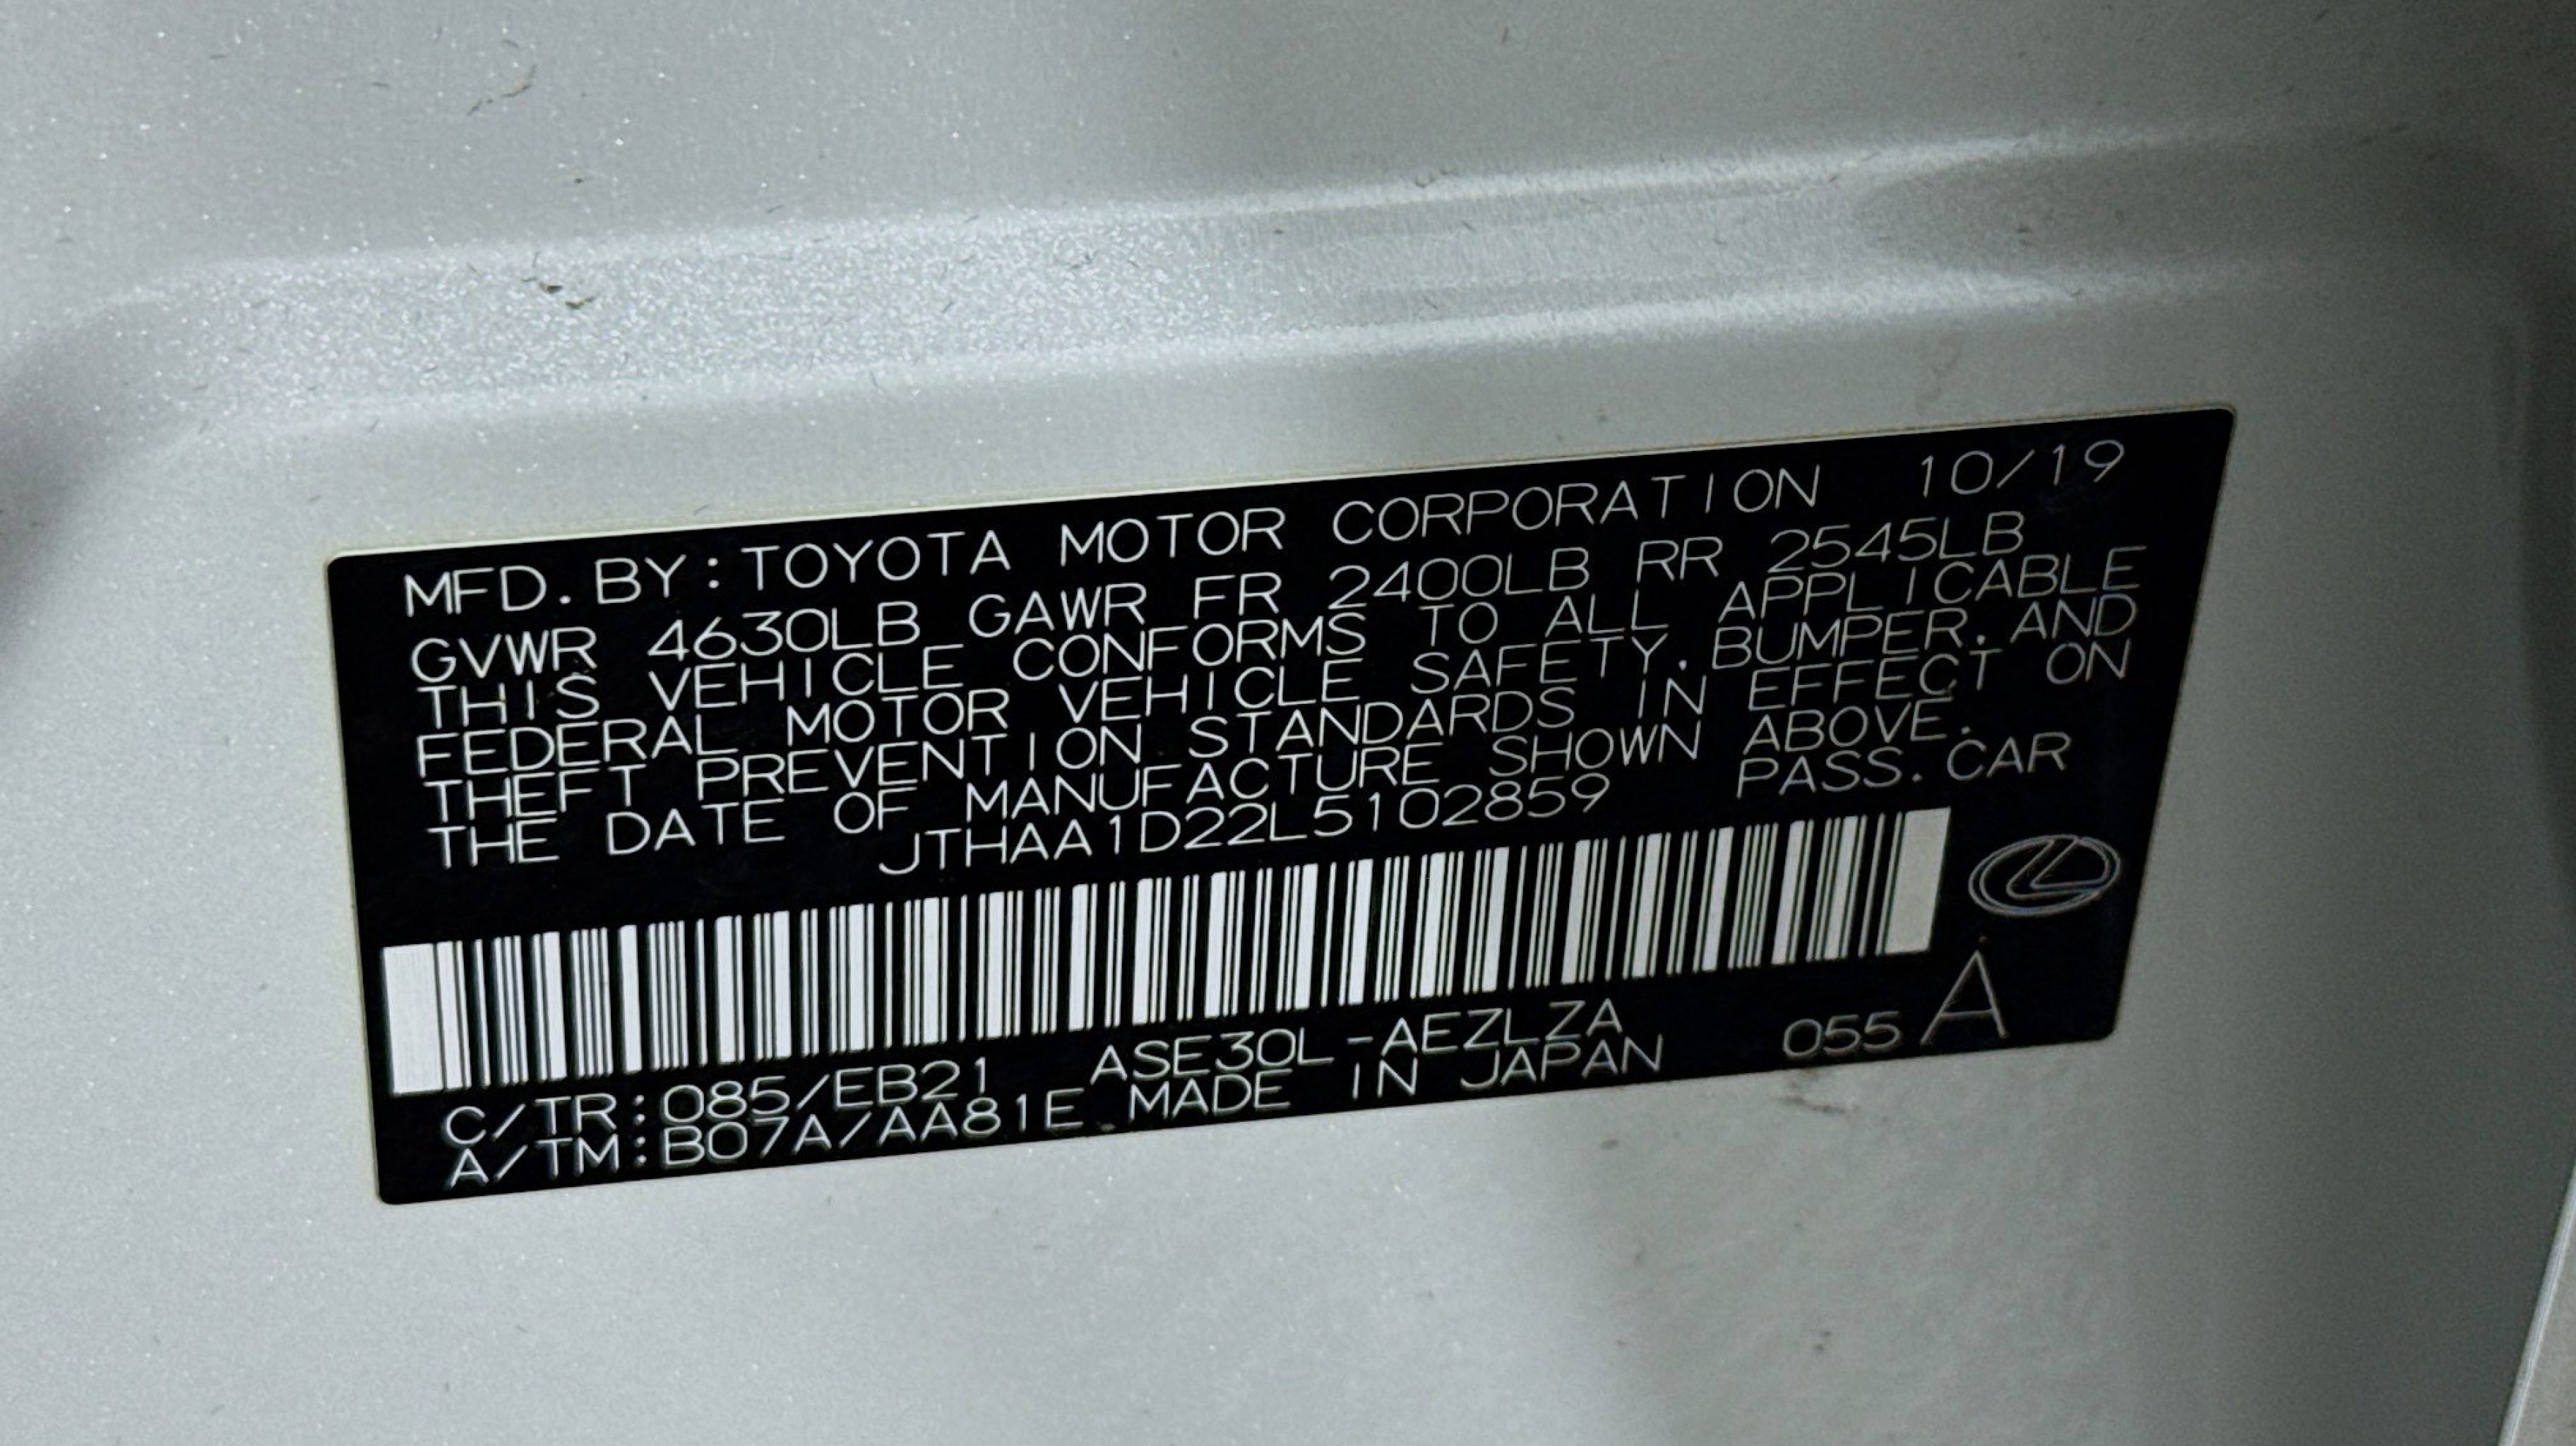 MFD. BY: TOYOTA MOTOR CORPORATION 10/19
GVWR 4630LB GAWR FR 2400LB RR 2545LB
THIS VEHICLE CONFORMS TO ALL APPLICABLE
FEDERAL MOTOR VEHICLE SAFETY, BUMPER, AND
THEFT PREVENTION STANDARDS IN EFFECT ON
THE DATE OF MANUFACTURE SHOWN ABOVE.
JTHAA1D22L5102859 PASS. CAR
C/TR: 085/EB21 ASE30L-AEZLZA 055 A
A/TM: B07A/AA81E MADE IN JAPAN